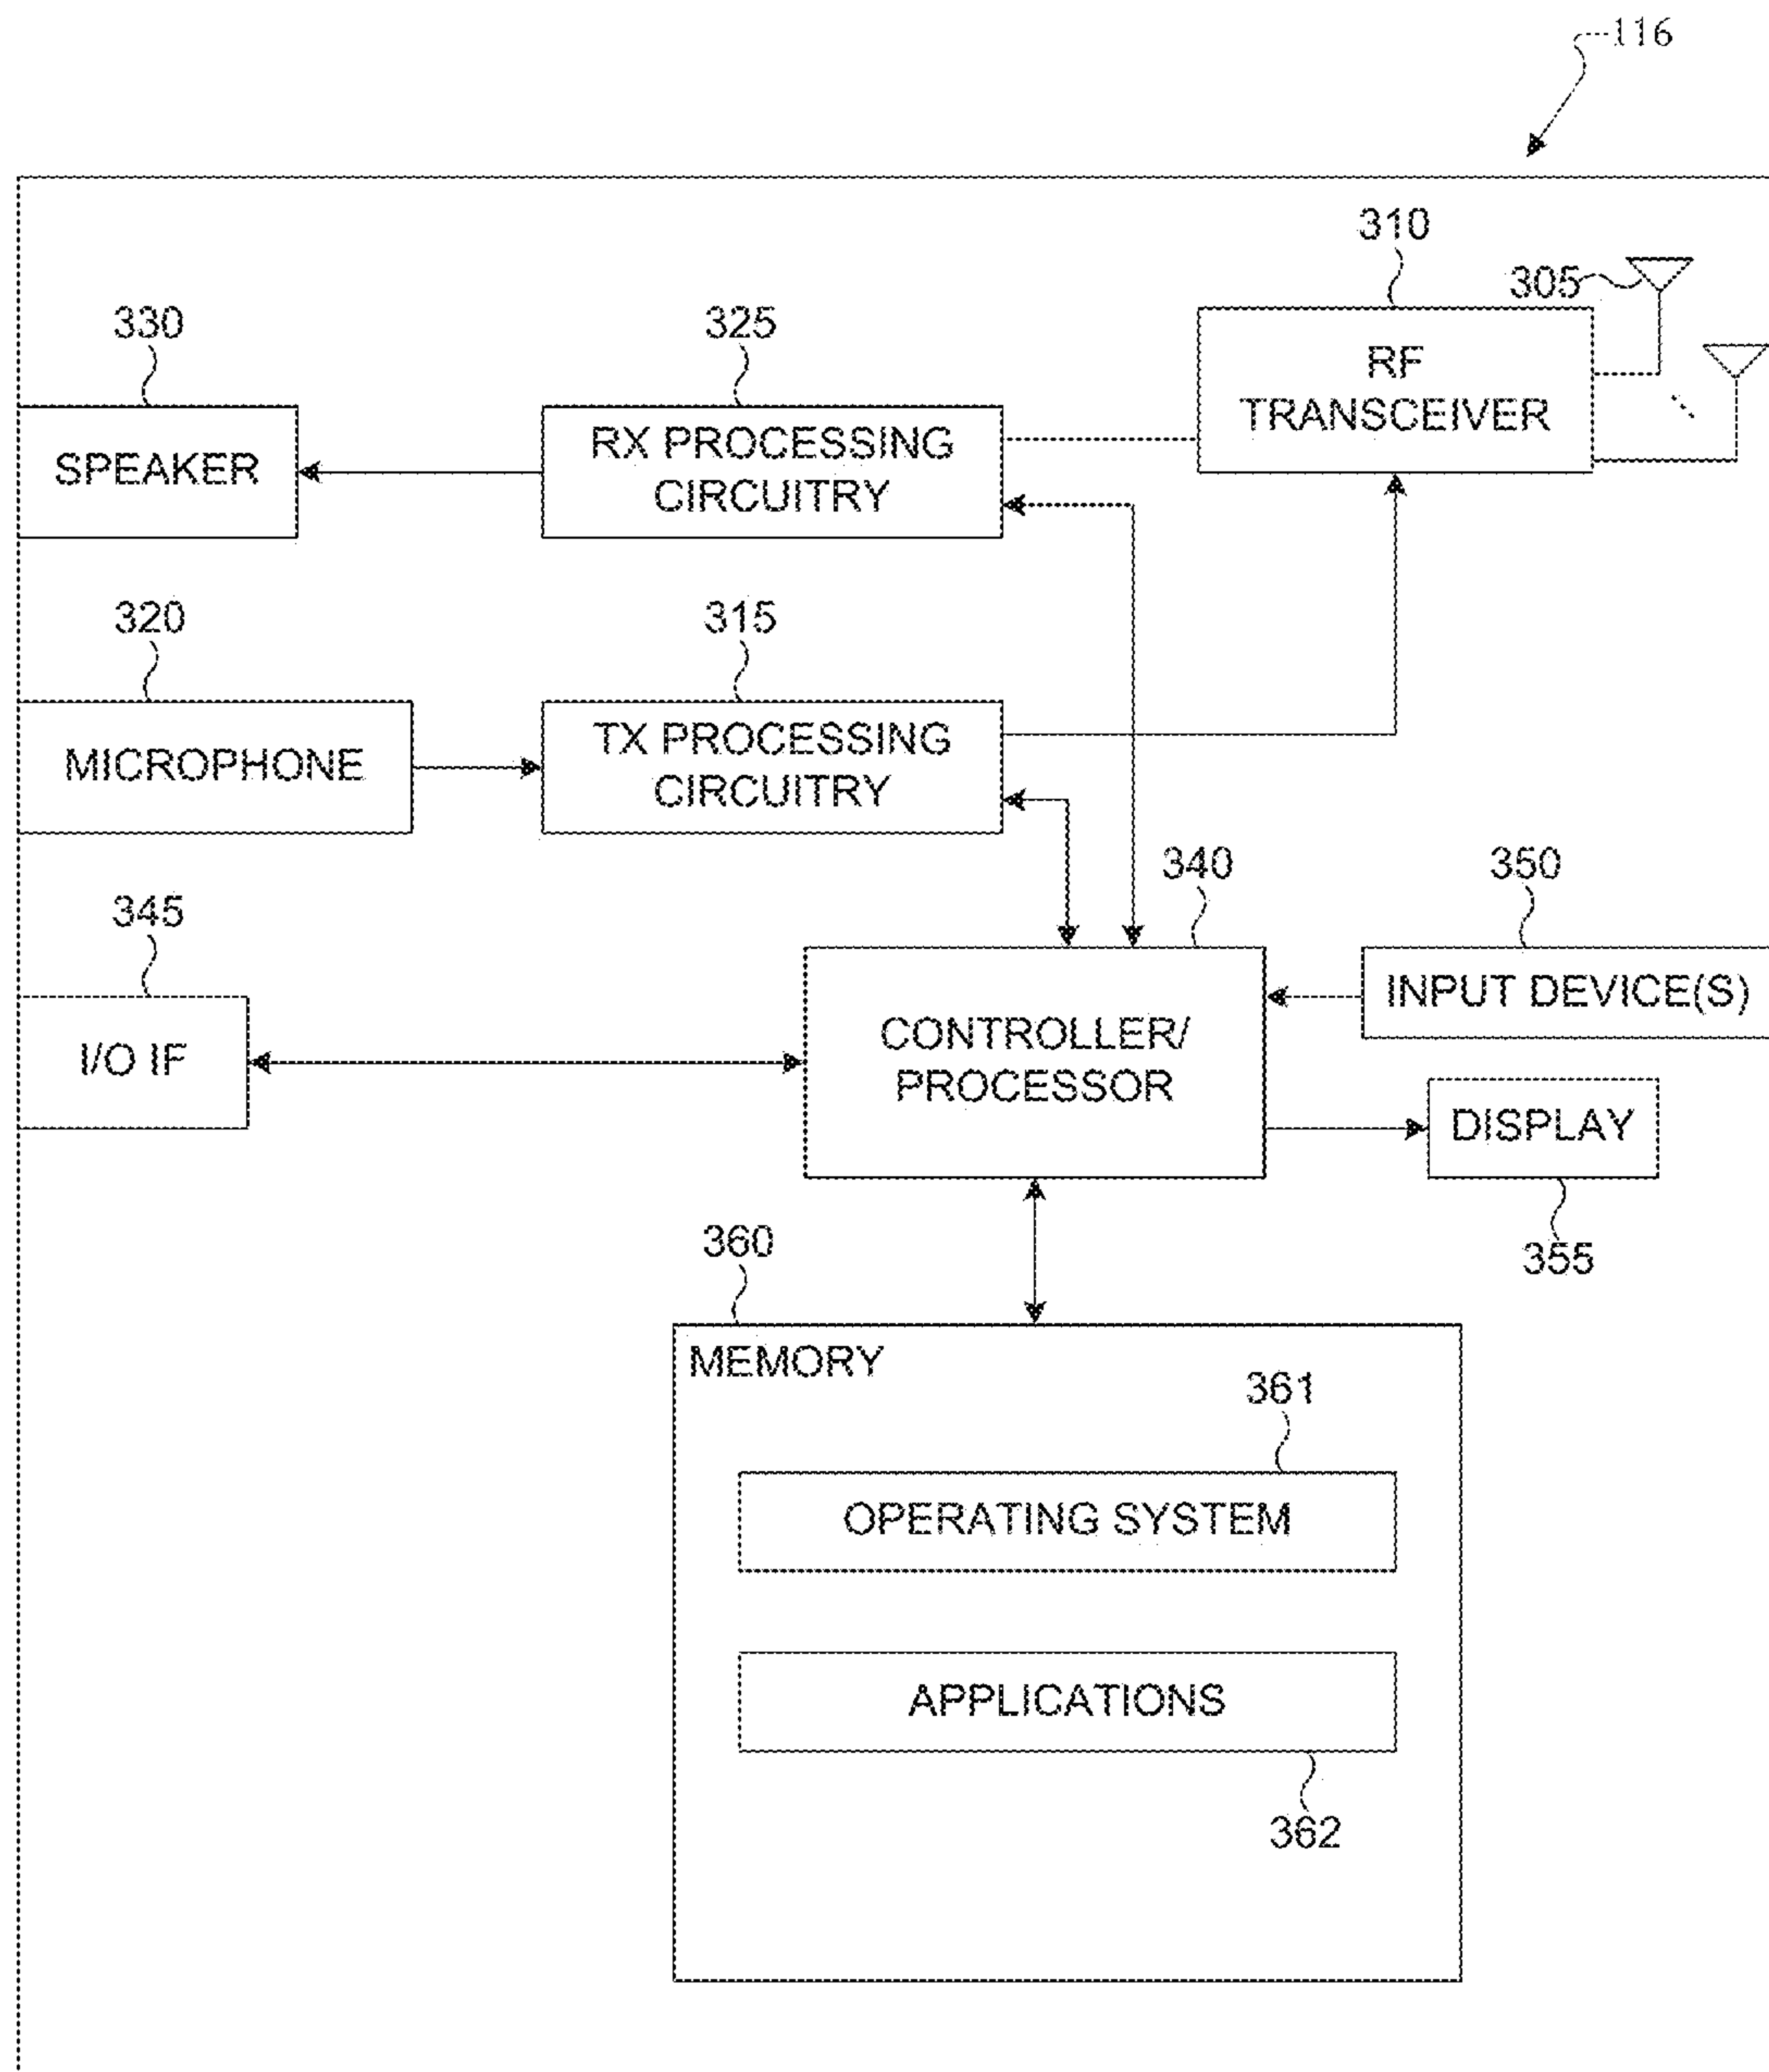 116
310
305
330
325
RF
TRANSCEIVER
SPEAKER
RX PROCESSING
CIRCUITRY
320
315
MICROPHONE
TX PROCESSING
CIRCUITRY
345
340
350
I/O IF
CONTROLLER/
PROCESSOR
INPUT DEVICE(S)
DISPLAY
355
360
MEMORY
361
OPERATING SYSTEM
APPLICATIONS
362